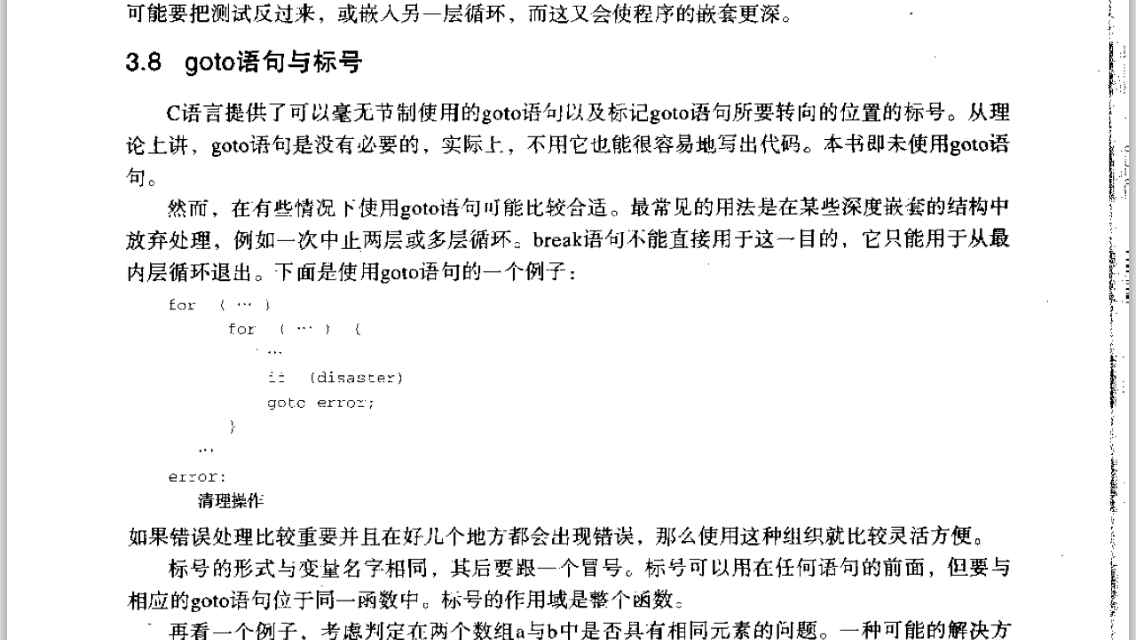 可能要把测试反过来，或嵌入另一层循环，而这又会使程序的嵌套更深。
3.8 goto语句与标号
C语言提供了可以毫无节制使用的goto语句以及标记goto语句所要转向的位置的标号。从理
论上讲，goto语句是没有必要的，实际上，不用它也能很容易地写出代码。本书即未使用goto语
句。
然而，在有些情况下使用goto语句可能比较合适。最常见的用法是在某些深度嵌套的结构中
放弃处理，例如一次中止两层或多层循环。break语句不能直接用于这一目的，它只能用于从最
内层循环退出。下面是使用goto语句的一个例子：
for ( … )
for ( … ) {
…
if (disaster)
goto error;
}
…
error:
清理操作
如果错误处理比较重要并且在好几个地方都会出现错误，那么使用这种组织就比较灵活方便。
标号的形式与变量名字相同，其后要跟一个冒号。标号可以用在任何语句的前面，但要与
相应的goto语句位于同一函数中。标号的作用域是整个函数。
再看一个例子，考虑判定在两个数组a与b中是否具有相同元素的问题。一种可能的解决方